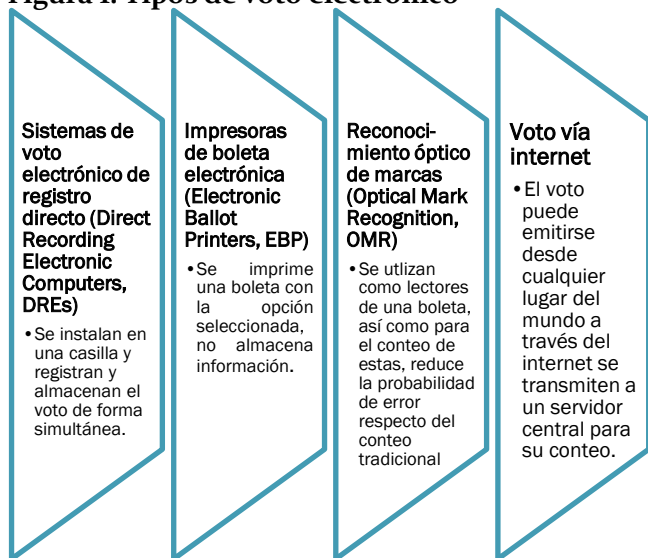 Figura 1. Tipos de voto electrónico
Sistemas de
voto
electrónico de
registro
directo (Direct
Recording
Electronic
Computers,
DREs)
•Se instalan en
una casilla y
registran y
almacenan el
voto de forma
simultánea.
Impresoras
de boleta
electrónica
(Electronic
Ballot
Printers, EBP)
•Se imprime
una boleta con
la opción
seleccionada,
no almacena
información.
Reconoci-
miento óptico
de marcas
(Optical Mark
Recognition,
OMR)
•Se utlizan
como lectores
de una boleta,
así como para
el conteo de
estas, reduce
la probabilidad
de error
respecto del
conteo
tradicional
Voto vía
internet
•El voto
puede
emitirse
desde
cualquier
lugar del
mundo a
través del
internet se
transmiten a
un servidor
central para
su conteo.